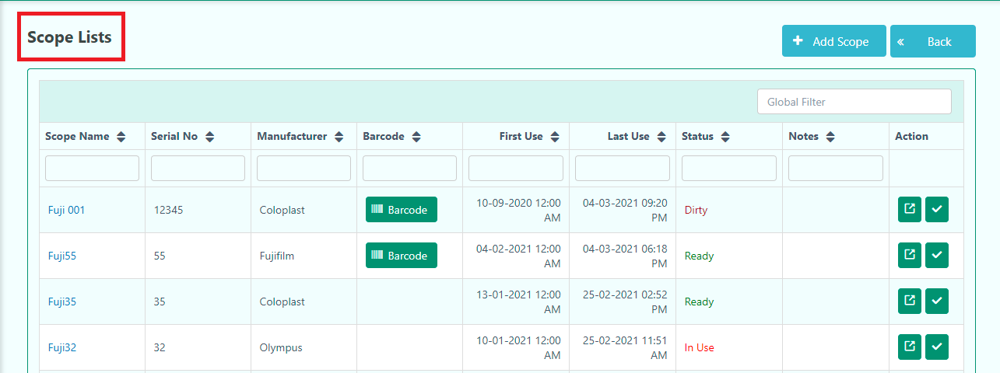 Scope Lists
Add Scope
Back
Global Filter
Scope Name Serial No Manufacturer Barcode First Use Last Use Status Notes Action
Fuji 001 12345 Coloplast Barcode 10-09-2020 12:00 AM 04-03-2021 09:20 PM Dirty
Fuji55 55 Fujifilm Barcode 04-02-2021 12:00 AM 04-03-2021 06:18 PM Ready
Fuji35 35 Coloplast 13-01-2021 12:00 AM 25-02-2021 02:52 PM Ready
Fuji32 32 Olympus 10-01-2021 12:00 AM 25-02-2021 11:51 AM In Use